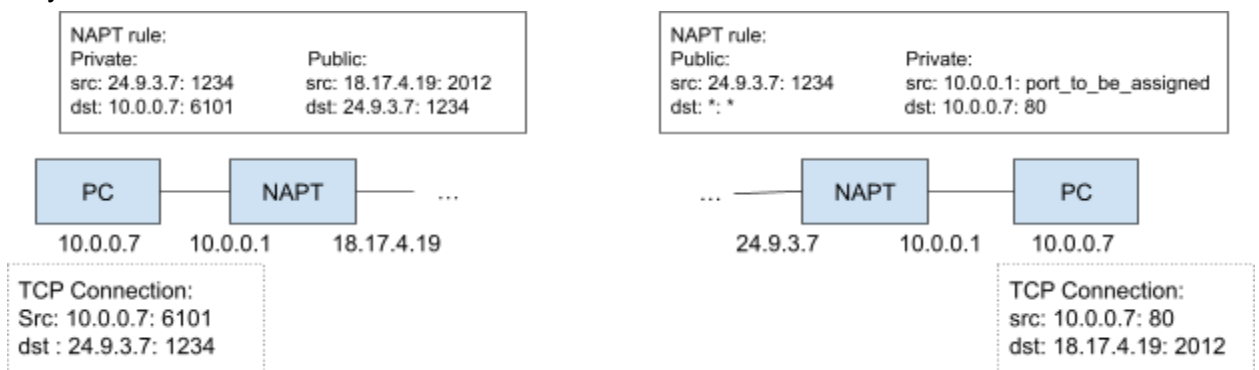 NAPT rule:
Private: Public:
src: 24.9.3.7: 1234 src: 18.17.4.19: 2012
dst: 10.0.0.7: 6101 dst: 24.9.3.7: 1234
NAPT rule:
Public: Private:
src: 24.9.3.7: 1234 src: 10.0.0.1: port_to_be_assigned
dst: *: * dst: 10.0.0.7: 80
PC NAPT ...
10.0.0.7 10.0.0.1 18.17.4.19
... NAPT PC
24.9.3.7 10.0.0.1 10.0.0.7
TCP Connection:
Src: 10.0.0.7: 6101
dst : 24.9.3.7: 1234
TCP Connection:
src: 10.0.0.7: 80
dst: 18.17.4.19: 2012